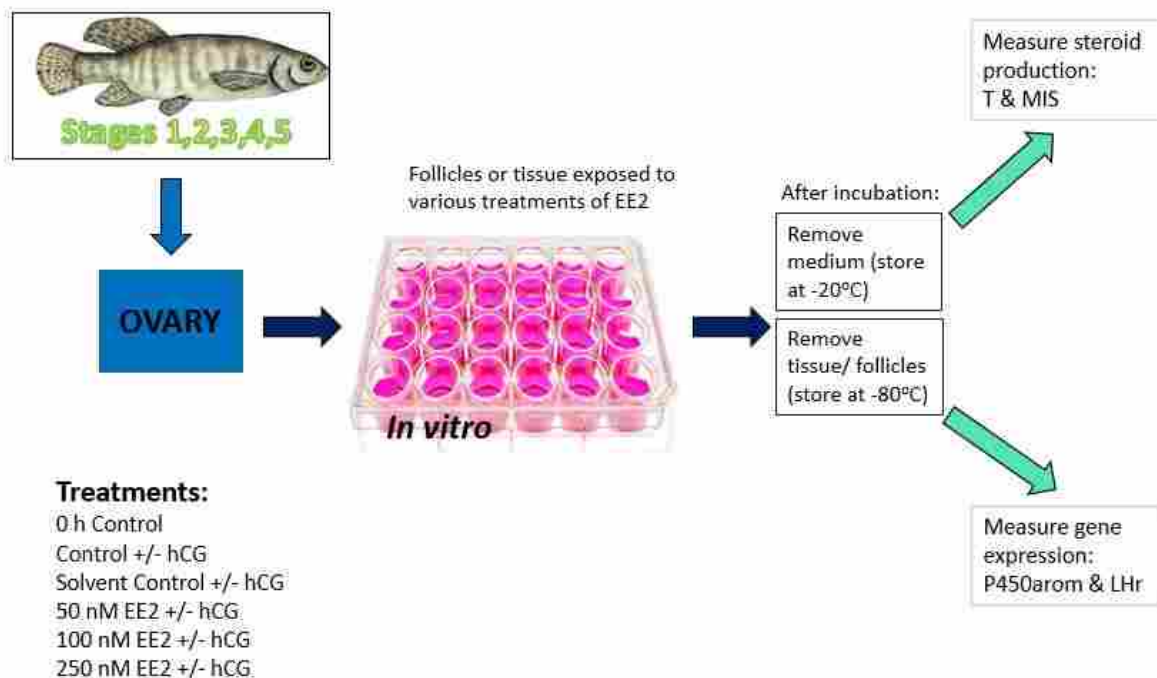 Stages 1,2,3,4,5
OVARY
Follicles or tissue exposed to
various treatments of EE2
In vitro
After incubation:
Remove
medium (store
at -20°C)
Remove
tissue/ follicles
(store at -80°C)
Measure steroid
production:
T & MIS
Measure gene
expression:
P450arom & LHr
Treatments:
0 h Control
Control +/- hCG
Solvent Control +/- hCG
50 nM EE2 +/- hCG
100 nM EE2 +/- hCG
250 nM EE2 +/- hCG